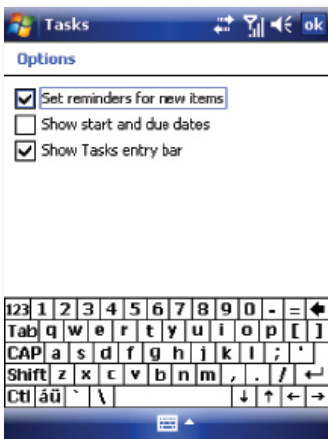 Tasks ok
Options
Set reminders for new items
Show start and due dates
Show Tasks entry bar
123 1 2 3 4 5 6 7 8 9 0 - =
Tab q w e r t y u i o p [ ]
CAP a s d f g h j k l ; '
Shift z x c v b n m , . /
Ctl áü ` \